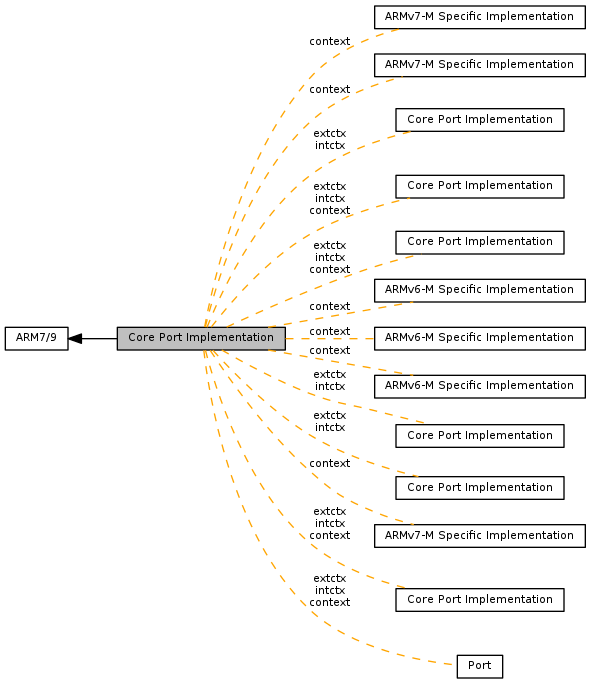 ARMv7-M Specific Implementation
context
ARMv7-M Specific Implementation
context
Core Port Implementation
extctx
intctx
Core Port Implementation
extctx
intctx
context
Core Port Implementation
extctx
intctx
context
ARMv6-M Specific Implementation
context
ARM7/9
Core Port Implementation
context
ARMv6-M Specific Implementation
context
ARMv6-M Specific Implementation
extctx
intctx
Core Port Implementation
extctx
intctx
Core Port Implementation
context
ARMv7-M Specific Implementation
extctx
intctx
context
Core Port Implementation
extctx
intctx
context
Port